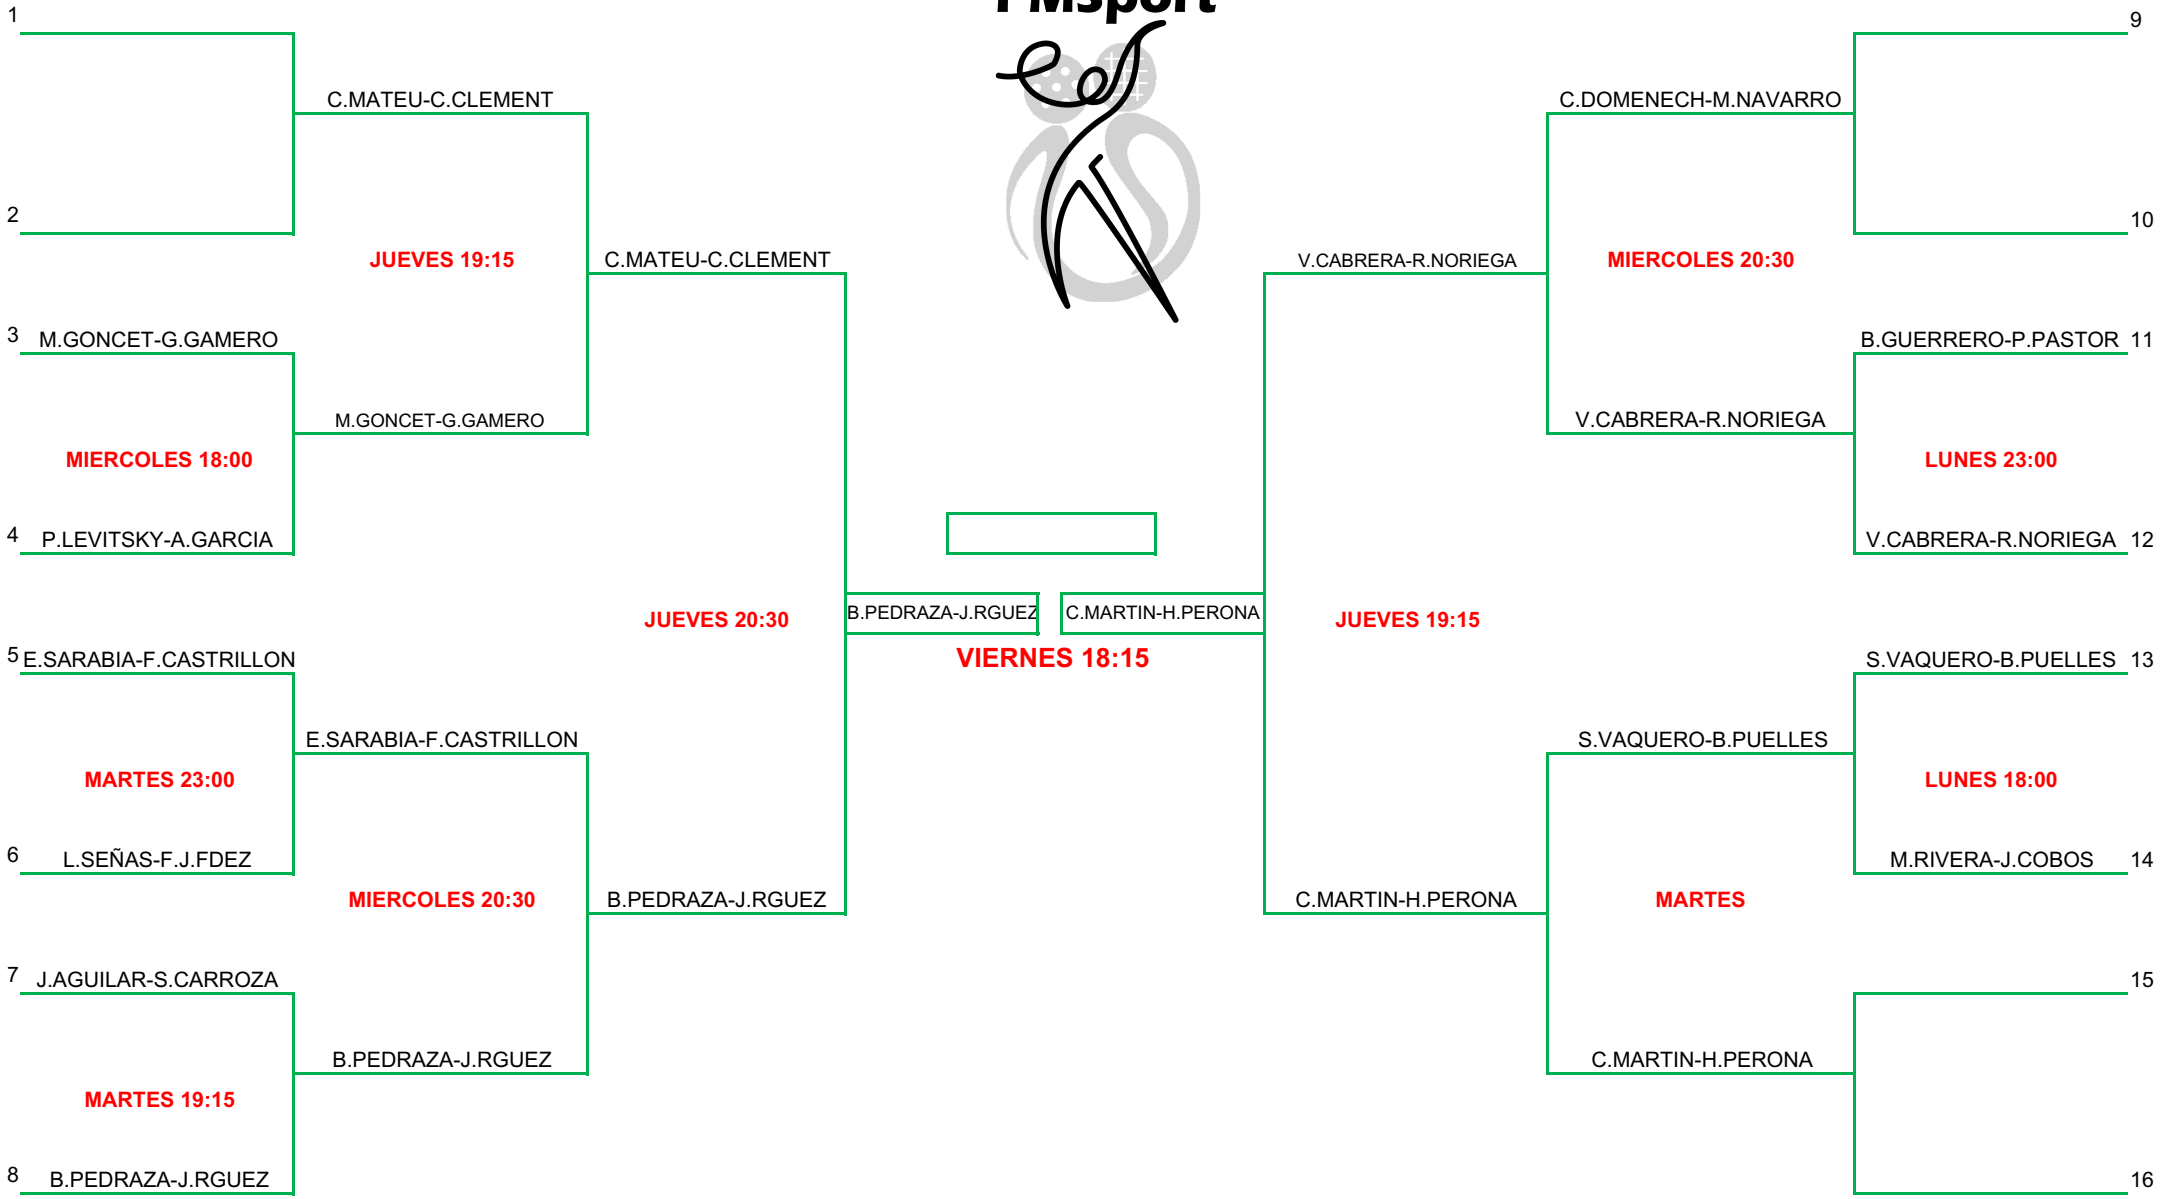 PMsport
1
9
C.MATEU-C.CLEMENT
C.DOMENECH-M.NAVARRO
2
10
JUEVES 19:15
C.MATEU-C.CLEMENT
V.CABRERA-R.NORIEGA
MIERCOLES 20:30
3 M.GONCET-G.GAMERO
B.GUERRERO-P.PASTOR 11
M.GONCET-G.GAMERO
V.CABRERA-R.NORIEGA
MIERCOLES 18:00
LUNES 23:00
4 P.LEVITSKY-A.GARCIA
V.CABRERA-R.NORIEGA 12
JUEVES 20:30
B.PEDRAZA-J.RGUEZ
C.MARTIN-H.PERONA
JUEVES 19:15
VIERNES 18:15
5 E.SARABIA-F.CASTRILLON
S.VAQUERO-B.PUELLES 13
E.SARABIA-F.CASTRILLON
S.VAQUERO-B.PUELLES
MARTES 23:00
LUNES 18:00
6 L.SEÑAS-F.J.FDEZ
M.RIVERA-J.COBOS 14
MIERCOLES 20:30
B.PEDRAZA-J.RGUEZ
C.MARTIN-H.PERONA
MARTES
7 J.AGUILAR-S.CARROZA
15
B.PEDRAZA-J.RGUEZ
C.MARTIN-H.PERONA
MARTES 19:15
8 B.PEDRAZA-J.RGUEZ
16